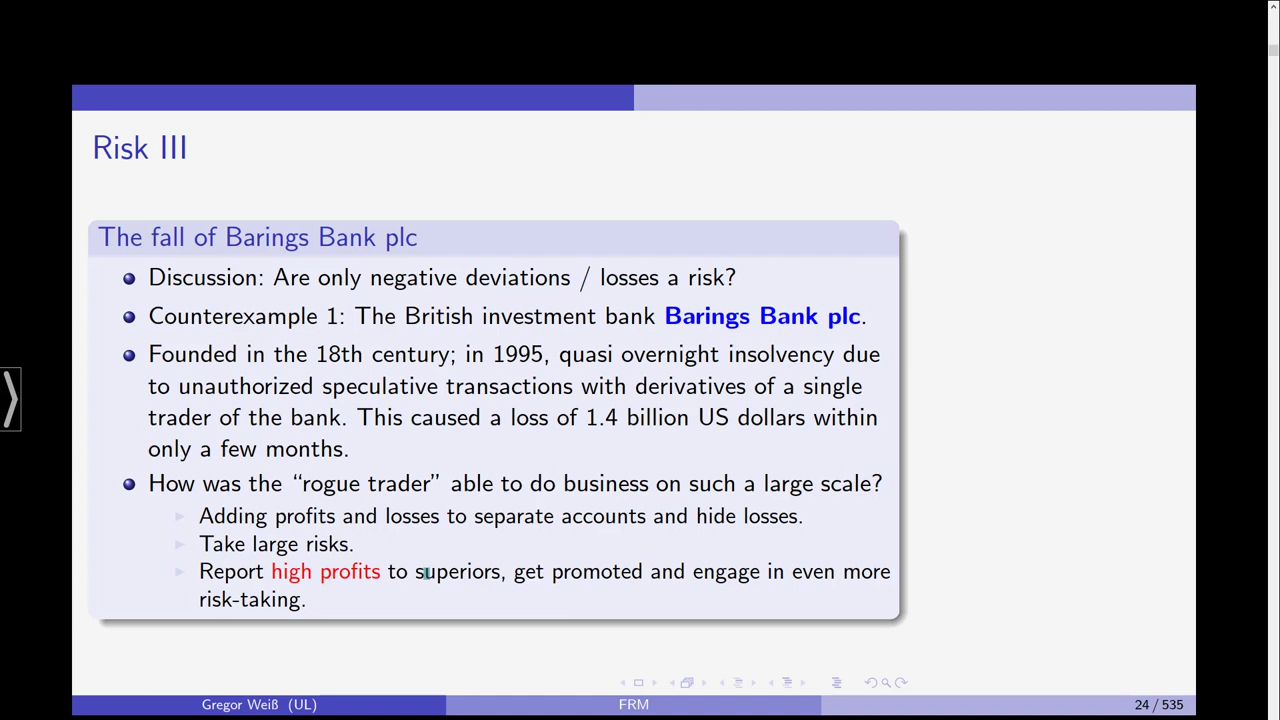 Risk III
The fall of Barings Bank plc
Discussion: Are only negative deviations / losses a risk?
Counterexample 1: The British investment bank Barings Bank plc.
Founded in the 18th century; in 1995, quasi overnight insolvency due
to unauthorized speculative transactions with derivatives of a single
trader of the bank. This caused a loss of 1.4 billion US dollars within
only a few months.
How was the “rogue trader” able to do business on such a large scale?
Adding profits and losses to separate accounts and hide losses.
Take large risks.
Report high profits to superiors, get promoted and engage in even more
risk-taking.
Gregor Weiß (UL) FRM 24 / 535